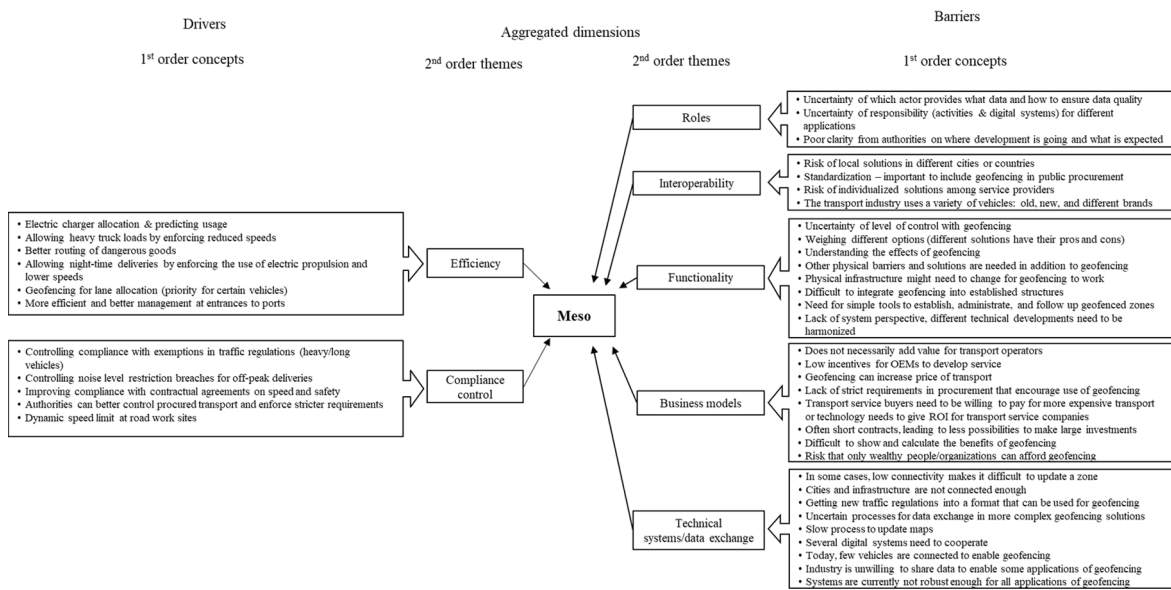 Drivers
Aggregated dimensions
Barriers
1st order concepts
2nd order themes
2nd order themes
1st order concepts
• Electric charger allocation & predicting usage
• Allowing heavy truck loads by enforcing reduced speeds
• Better routing of dangerous goods
• Allowing night-time deliveries by enforcing the use of electric propulsion and
lower speeds
• Geofencing for lane allocation (priority for certain vehicles)
• More efficient and better management at entrances to ports
Efficiency
• Controlling compliance with exemptions in traffic regulations (heavy/long
vehicles)
• Controlling noise level restriction breaches for off-peak deliveries
• Improving compliance with contractual agreements on speed and safety
• Authorities can better control procured transport and enforce stricter requirements
• Dynamic speed limit at road work sites
Compliance
control
Meso
Roles
• Uncertainty of which actor provides what data and how to ensure data quality
• Uncertainty of responsibility (activities & digital systems) for different
applications
• Poor clarity from authorities on where development is going and what is expected
Interoperability
• Risk of local solutions in different cities or countries
• Standardization – important to include geofencing in public procurement
• Risk of individualized solutions among service providers
• The transport industry uses a variety of vehicles: old, new, and different brands
Functionality
• Uncertainty of level of control with geofencing
• Weighing different options (different solutions have their pros and cons)
• Understanding the effects of geofencing
• Other physical barriers and solutions are needed in addition to geofencing
• Physical infrastructure might need to change for geofencing to work
• Difficult to integrate geofencing into established structures
• Need for simple tools to establish, administrate, and follow up geofenced zones
• Lack of system perspective, different technical developments need to be
harmonized
Business models
• Does not necessarily add value for transport operators
• Low incentives for OEMs to develop service
• Geofencing can increase price of transport
• Lack of strict requirements in procurement that encourage use of geofencing
• Transport service buyers need to be willing to pay for more expensive transport
or technology needs to give ROI for transport service companies
• Often short contracts, leading to less possibilities to make large investments
• Difficult to show and calculate the benefits of geofencing
• Risk that only wealthy people/organizations can afford geofencing
Technical
systems/data exchange
• In some cases, low connectivity makes it difficult to update a zone
• Cities and infrastructure are not connected enough
• Getting new traffic regulations into a format that can be used for geofencing
• Uncertain processes for data exchange in more complex geofencing solutions
• Slow process to update maps
• Several digital systems need to cooperate
• Today, few vehicles are connected to enable geofencing
• Industry is unwilling to share data to enable some applications of geofencing
• Systems are currently not robust enough for all applications of geofencing